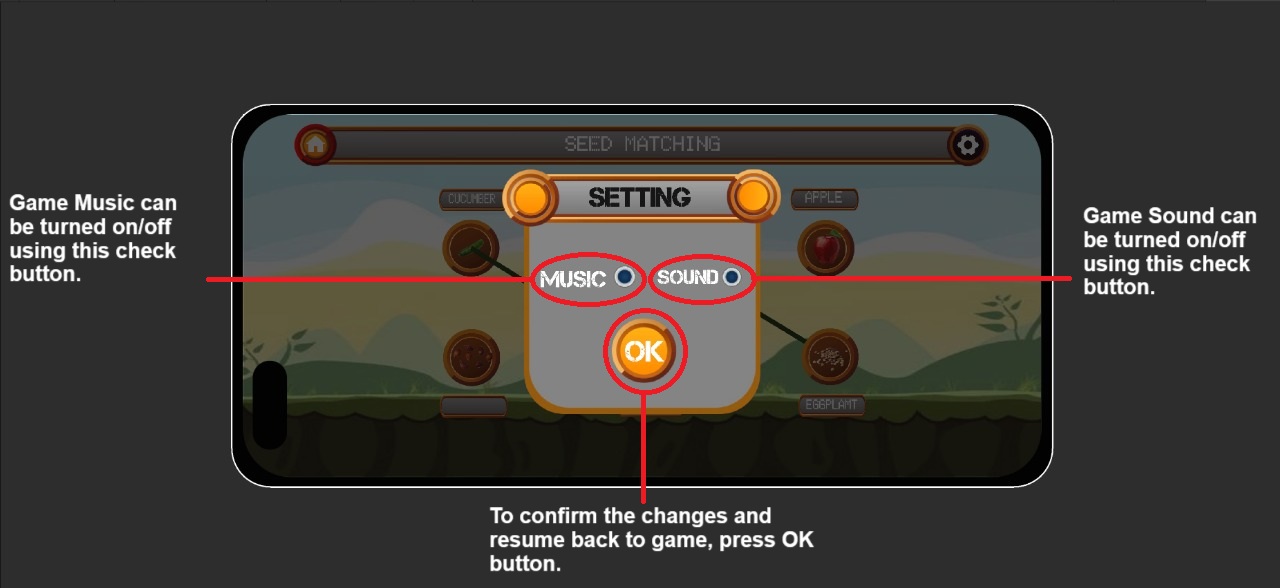 SEED MATCHING
CUCUMBER
SETTING
APPLE
Game Music can
be turned on/off
using this check
button.
MUSIC
SOUND
Game Sound can
be turned on/off
using this check
button.
OK
EGGPLAMT
To confirm the changes and
resume back to game, press OK
button.